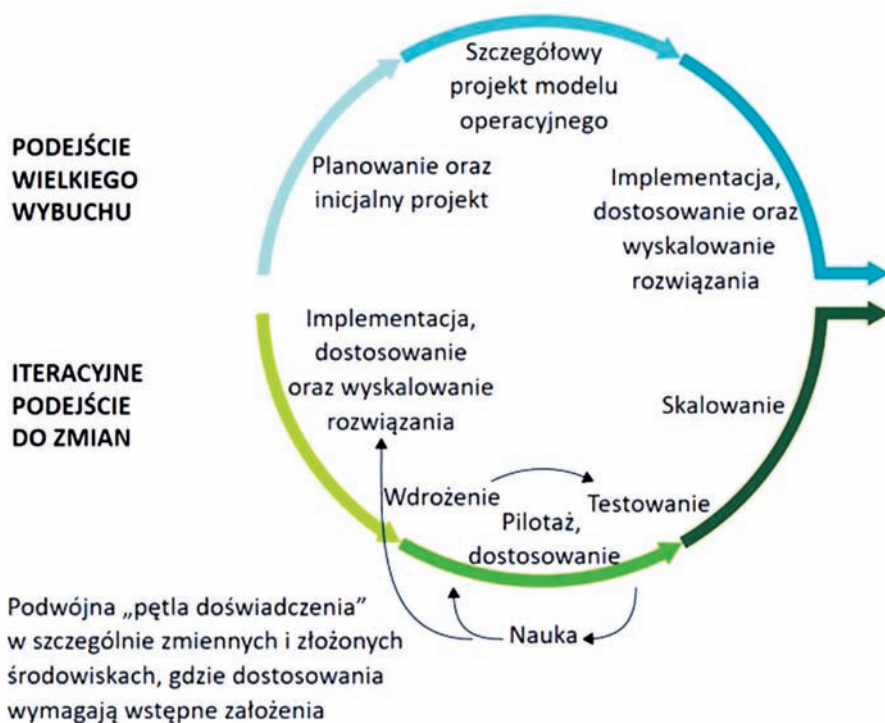 PODEJŚCIE
WIELKIEGO
WYBUCHU
Szczegółowy
projekt modelu
operacyjnego
Planowanie oraz
inicjalny projekt
Implementacja,
dostosowanie oraz
wyskalowanie
rozwiązania
ITERACYJNE
PODEJŚCIE
DO ZMIAN
Implementacja,
dostosowanie
oraz wyskalowanie
rozwiązania
Skalowanie
Wdrożenie
Testowanie
Pilotaż,
dostosowanie
Nauka
Podwójna „pętla doświadczenia”
w szczególnie zmiennych i złożonych
środowiskach, gdzie dostosowania
wymagają wstępne założenia